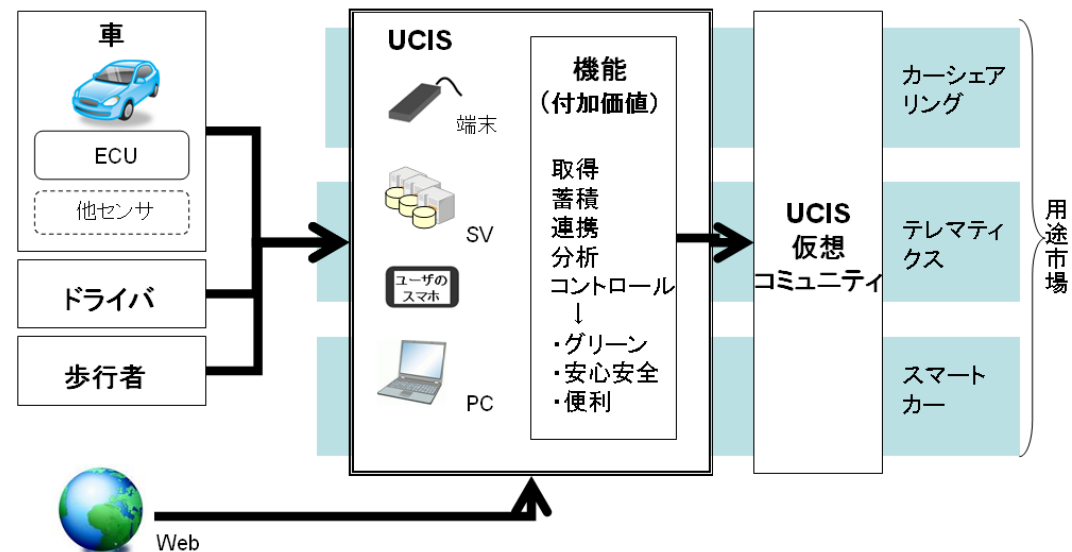 車
ECU
他センサ
ドライバ
歩行者
Web
UCIS
端末
SV
ユーザの
スマホ
PC
機能
（付加価値）
取得
蓄積
連携
分析
コントロール
↓
・グリーン
・安心安全
・便利
UCIS
仮想
コミュニティ
カーシェア
リング
テレマティ
クス
スマート
カー
用途市場